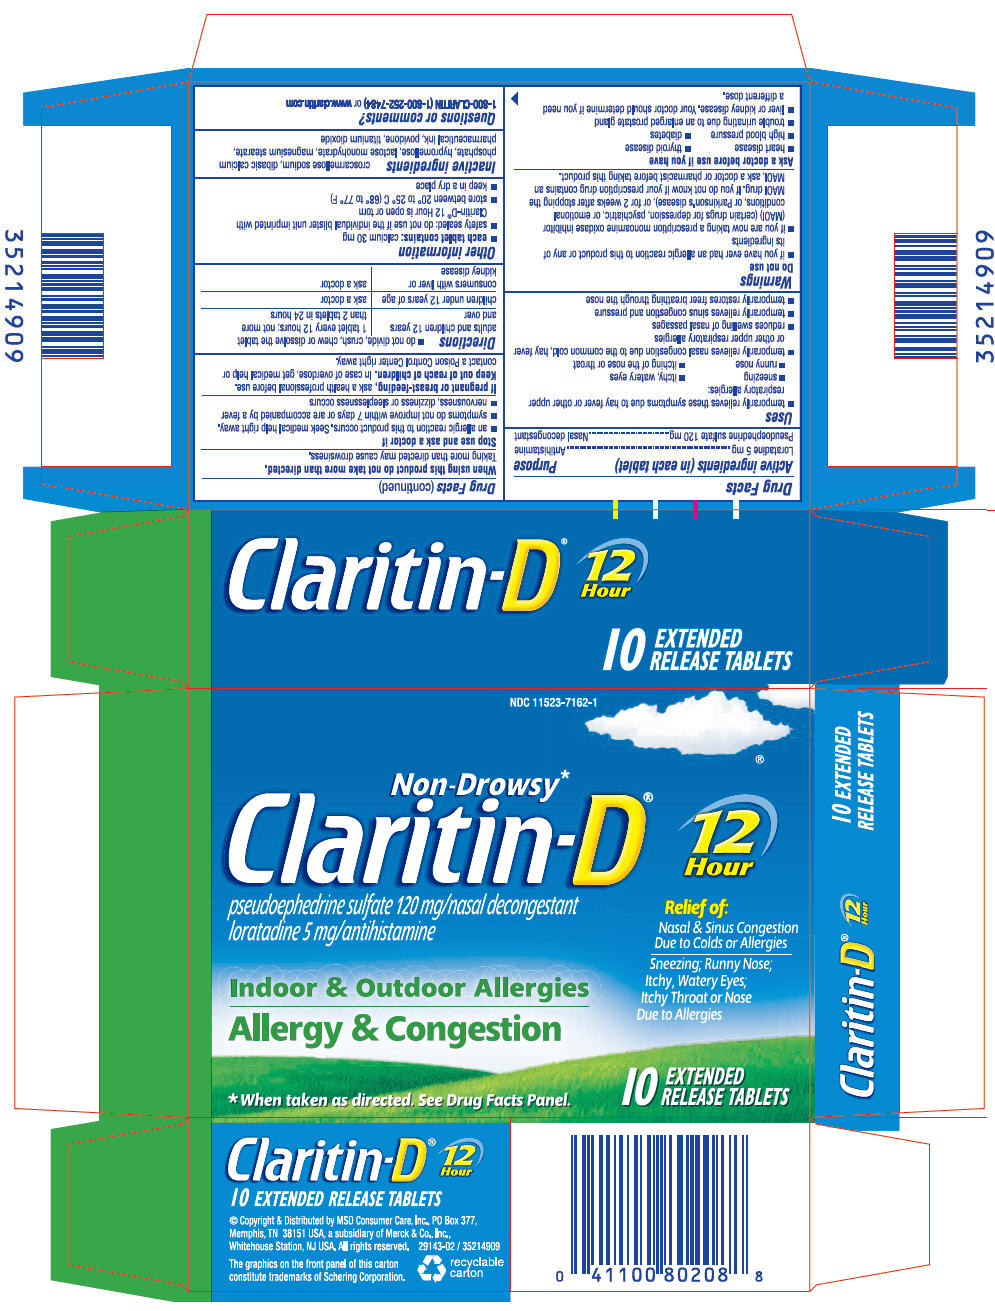 Drug Facts
Active ingredients (in each tablet) Purpose
Loratadine 5 mg Antihistamine
Pseudoephedrine sulfate 120 mg Nasal decongestant
Uses
■ temporarily relieves these symptoms due to hay fever or other upper
respiratory allergies:
■ sneezing ■ itchy, watery eyes
■ runny nose ■ itching of the nose or throat
■ temporarily relieves nasal congestion due to the common cold, hay fever
or other upper respiratory allergies
■ reduces swelling of nasal passages
■ temporarily relieves sinus congestion and pressure
■ temporarily restores freer breathing through the nose
Warnings
Do not use
■ if you have ever had an allergic reaction to this product or any of
its ingredients
■ if you are now taking a prescription monoamine oxidase inhibitor
(MAOI) (certain drugs for depression, psychiatric, or emotional
conditions, or Parkinson's disease), or for 2 weeks after stopping the
MAOI drug. If you do not know if your prescription drug contains an
MAOI, ask a doctor or pharmacist before taking this product.
Ask a doctor before use if you have
■ heart disease ■ thyroid disease
■ high blood pressure ■ diabetes
■ trouble urinating due to an enlarged prostate gland
■ liver or kidney disease. Your doctor should determine if you need
a different dose.
Drug Facts (continued)
When using this product do not take more than directed.
Taking more than directed may cause drowsiness.
Stop use and ask a doctor if
■ an allergic reaction to this product occurs. Seek medical help right away.
■ symptoms do not improve within 7 days or are accompanied by a fever
■ nervousness, dizziness or sleeplessness occurs
If pregnant or breast-feeding, ask a health professional before use.
Keep out of reach of children. In case of overdose, get medical help or
contact a Poison Control Center right away.
Directions ■ do not divide, crush, chew or dissolve the tablet
adults and children 12 years
and over
1 tablet every 12 hours; not more
than 2 tablets in 24 hours
children under 12 years of age ask a doctor
consumers with liver or
kidney disease
ask a doctor
Other information
■ each tablet contains: calcium 30 mg
■ safety sealed: do not use if the individual blister unit imprinted with
Claritin-D® 12 Hour is open or torn
■ store between 20° to 25° C (68° to 77° F)
■ keep in a dry place
Inactive ingredients croscarmellose sodium, dibasic calcium
phosphate, hypromellose, lactose monohydrate, magnesium stearate,
pharmaceutical ink, povidone, titanium dioxide
Questions or comments?
1-800-CLARITIN (1-800-252-7484) or www.claritin.com
35214909
35214909
Claritin-D® 12
Hour
10 EXTENDED
RELEASE TABLETS
NDC 11523-7162-1
®
Non-Drowsy*
Claritin-D® 12
Hour
pseudoephedrine sulfate 120 mg/nasal decongestant
loratadine 5 mg/antihistamine
Relief of:
Nasal & Sinus Congestion
Due to Colds or Allergies
Sneezing; Runny Nose;
Itchy, Watery Eyes;
Itchy Throat or Nose
Due to Allergies
Indoor & Outdoor Allergies
Allergy & Congestion
10 EXTENDED
RELEASE TABLETS
* When taken as directed. See Drug Facts Panel.
Claritin-D® 12
Hour
10 EXTENDED
RELEASE TABLETS
Claritin-D® 12
Hour
10 EXTENDED RELEASE TABLETS
© Copyright & Distributed by MSD Consumer Care, Inc., PO Box 377,
Memphis, TN 38151 USA, a subsidiary of Merck & Co., Inc.,
Whitehouse Station, NJ USA. All rights reserved. 29143-02 / 35214909
The graphics on the front panel of this carton
constitute trademarks of Schering Corporation.
recyclable
carton
0 41100 80208 8